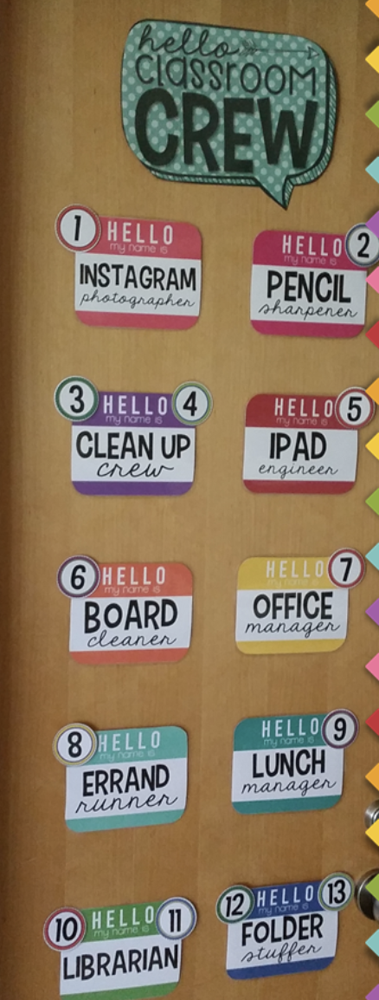 hello
classroom
CREW
1
HELLO
my name is
INSTAGRAM
photographer
HELLO
2
my name is
PENCIL
sharpener
3
HELLO
4
my name is
CLEAN UP
crew
HELLO
5
my name is
IPAD
engineer
6
HELLO
my name is
BOARD
cleaner
HELLO
7
my name is
OFFICE
manager
8
HELLO
my name is
ERRAND
runner
HELLO
9
my name is
LUNCH
manager
10
HELLO
11
my name is
LIBRARIAN
12
HELLO
13
my name is
FOLDER
stuffer